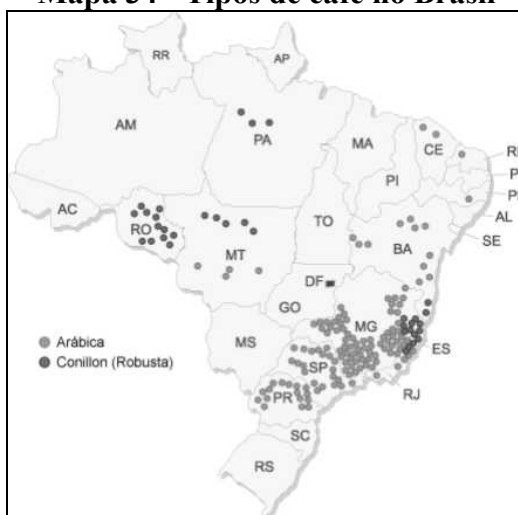 Mapa – Tipos de café no Brasil
RR
AP
AM
PA
MA
CE
PI
AC
RO
TO
AL
SE
BA
MT
DF
GO
MG
MS
ES
SP
RJ
PR
SC
RS
Arábica
Conillon (Robusta)